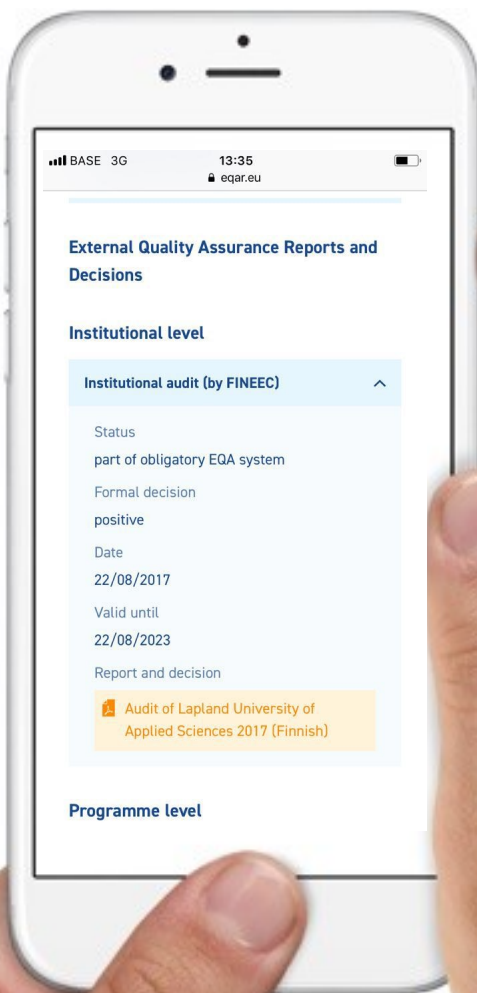 BASE 3G 13:35
eqar.eu
External Quality Assurance Reports and
Decisions
Institutional level
Institutional audit (by FINEEC)
Status
part of obligatory EQA system
Formal decision
positive
Date
22/08/2017
Valid until
22/08/2023
Report and decision
Audit of Lapland University of
Applied Sciences 2017 (Finnish)
Programme level